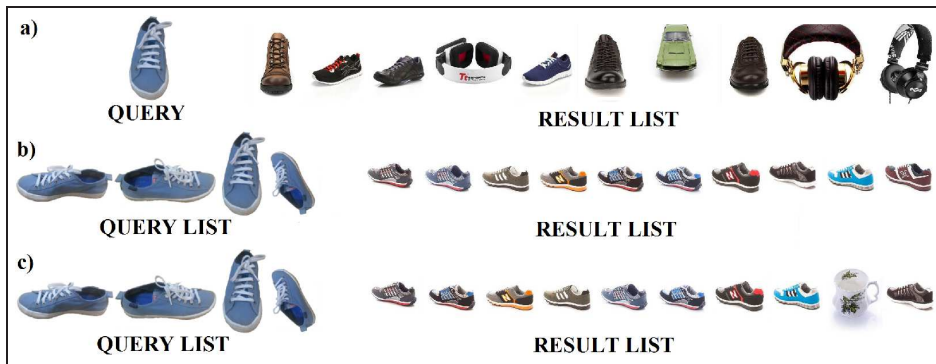 a)
QUERY
RESULT LIST
b)
QUERY LIST
RESULT LIST
c)
QUERY LIST
RESULT LIST